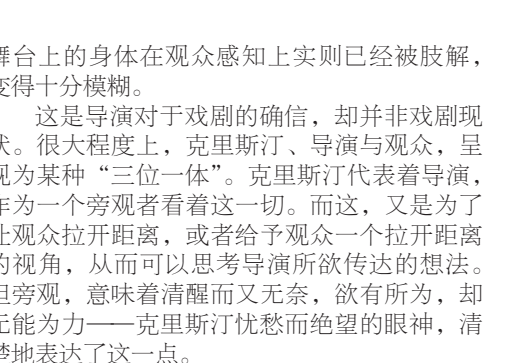 舞台上的身体在观众感知上实则已经被肢解，
变得十分模糊。
这是导演对于戏剧的确信，却并非戏剧现
状。很大程度上，克里斯汀、导演与观众，呈
现为某种“三位一体”。克里斯汀代表着导演，
作为一个旁观者看着这一切。而这，又是为了
让观众拉开距离，或者给予观众一个拉开距离
的视角，从而可以思考导演所欲传达的想法。
但旁观，意味着清醒而又无奈，欲有所为，却
无能为力——克里斯汀忧愁而绝望的眼神，清
楚地表达了这一点。